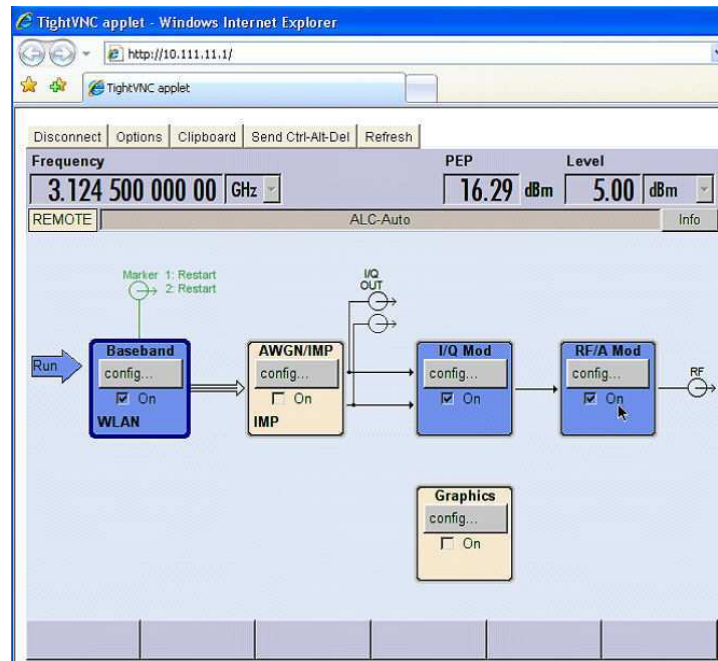 TightVNC applet - Windows Internet Explorer
http://10.111.11.1/
TightVNC applet
Disconnect Options Clipboard Send Ctrl-Alt-Del Refresh
Frequency PEP Level
3.124 500 000 00 GHz 16.29 dBm 5.00 dBm
REMOTE ALC-Auto Info
Marker 1: Restart
2: Restart
I/Q
OUT
Run
Baseband
config...
On
WLAN
AWGN/IMP
config...
On
IMP
I/Q Mod
config...
On
RF/A Mod
config...
On
RF
Graphics
config...
On